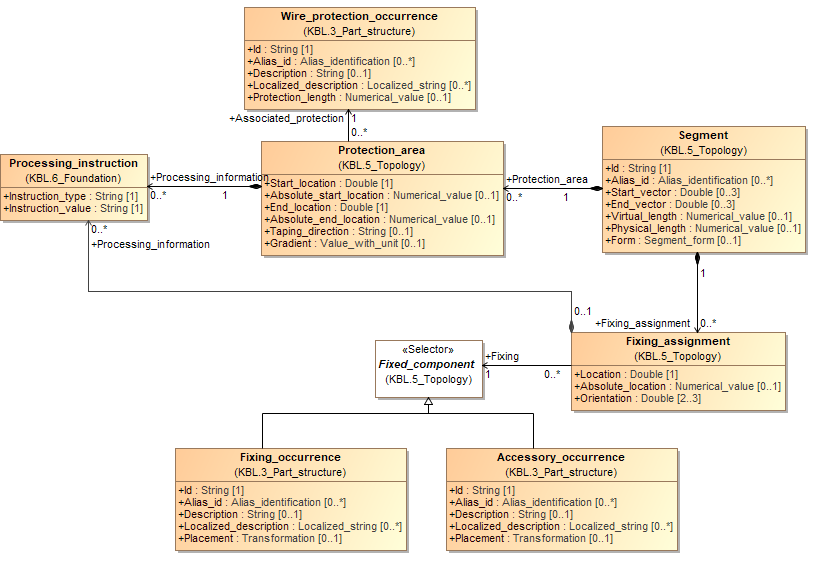 Wire_protection_occurrence
(KBL.3_Part_structure)
+Id : String [1]
+Alias_id : Alias_identification [0..*]
+Description : String [0..1]
+Localized_description : Localized_string [0..*]
+Protection_length : Numerical_value [0..1]
+Associated_protection
1
0..*
Processing_instruction
(KBL.6_Foundation)
+Instruction_type : String [1]
+Instruction_value : String [1]
+Processing_information
0..*
1
0..*
+Processing_information
Protection_area
(KBL.5_Topology)
+Start_location : Double [1]
+Absolute_start_location : Numerical_value [0..1]
+End_location : Double [1]
+Absolute_end_location : Numerical_value [0..1]
+Taping_direction : String [0..1]
+Gradient : Value_with_unit [0..1]
+Protection_area
0..*
1
Segment
(KBL.5_Topology)
+Id : String [1]
+Alias_id : Alias_identification [0..*]
+Start_vector : Double [0..3]
+End_vector : Double [0..3]
+Virtual_length : Numerical_value [0..1]
+Physical_length : Numerical_value [0..1]
+Form : Segment_form [0..1]
1
0..1
+Fixing_assignment
0..*
«Selector»
Fixed_component
(KBL.5_Topology)
+Fixing
1
0..*
Fixing_assignment
(KBL.5_Topology)
+Location : Double [1]
+Absolute_location : Numerical_value [0..1]
+Orientation : Double [2..3]
Fixing_occurrence
(KBL.3_Part_structure)
+Id : String [1]
+Alias_id : Alias_identification [0..*]
+Description : String [0..1]
+Localized_description : Localized_string [0..*]
+Placement : Transformation [0..1]
Accessory_occurrence
(KBL.3_Part_structure)
+Id : String [1]
+Alias_id : Alias_identification [0..*]
+Description : String [0..1]
+Localized_description : Localized_string [0..*]
+Placement : Transformation [0..1]